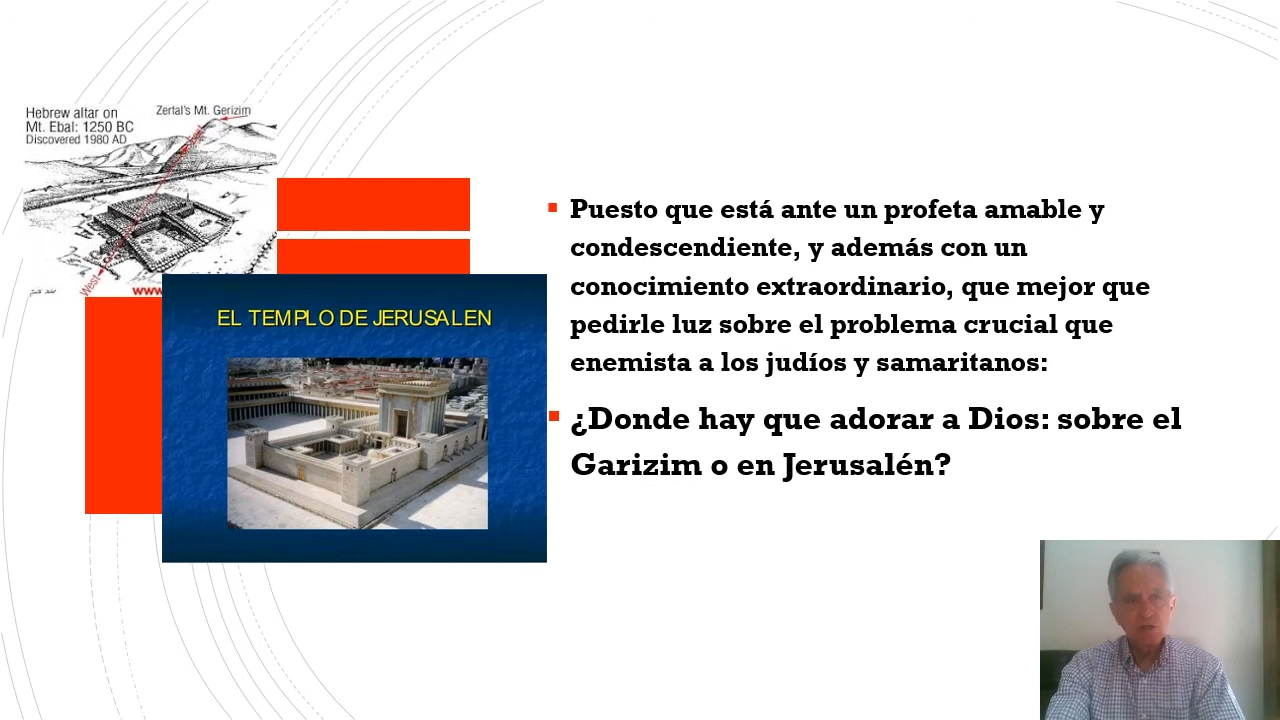 Hebrew altar on
Mt. Ebal: 1250 BC
Discovered 1980 AD
Zertal's Mt. Gerizim
West
www
EL TEMPLO DE JERUSALEN
Puesto que está ante un profeta amable y
condescendiente, y además con un
conocimiento extraordinario, que mejor que
pedirle luz sobre el problema crucial que
enemista a los judíos y samaritanos:
¿Donde hay que adorar a Dios: sobre el
Garizim o en Jerusalén?